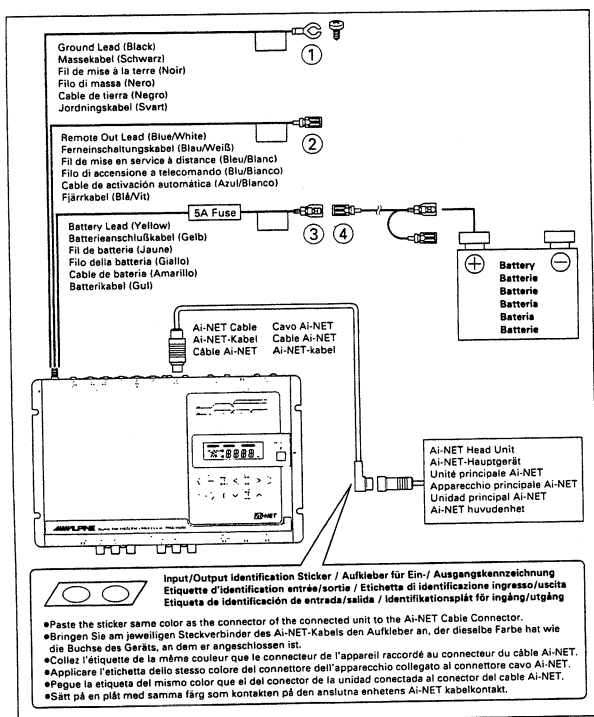 Ground Lead (Black)
Massekabel (Schwarz)
Fil de mise à la terre (Noir)
Filo di massa (Nero)
Cable de tierra (Negro)
Jordningskabel (Svart)
1
Remote Out Lead (Blue/White)
Ferneinschaltungskabel (Blau/Weiß)
Fil de mise en service à distance (Bleu/Blanc)
Filo di accensione a telecomando (Blu/Bianco)
Cable de activación automática (Azul/Blanco)
Fjärrkabel (Blå/Vit)
2
5A Fuse
Battery Lead (Yellow)
Batterieanschlußkabel (Gelb)
Fil de batterie (Jaune)
Filo della batteria (Giallo)
Cable de bateria (Amarillo)
Batterikabel (Gul)
3
4
+ −
Battery
Batterie
Batterie
Batteria
Bateria
Batterie
Ai-NET Cable Cavo Ai-NET
Ai-NET-Kabel Cable Ai-NET
Câble Ai-NET Ai-NET-kabel
Ai-NET
ALPINE
Ai-NET Head Unit
Ai-NET-Hauptgerät
Unité principale Ai-NET
Apparecchio principale Ai-NET
Unidad principal Ai-NET
Ai-NET huvudenhet
Input/Output Identification Sticker / Aufkleber für Ein-/ Ausgangskennzeichnung
Etiquette d'identification entrée/sortie / Etichetta di identificazione ingresso/uscita
Etiqueta de identificación de entrada/salida / Identifikationsplåt för ingång/utgång
●Paste the sticker same color as the connector of the connected unit to the Ai-NET Cable Connector.
●Bringen Sie am jeweiligen Steckverbinder des Ai-NET-Kabels den Aufkleber an, der dieselbe Farbe hat wie
die Buchse des Geräts, an dem er angeschlossen ist.
●Collez l'étiquette de la même couleur que le connecteur de l'appareil raccordé au connecteur du câble Ai-NET.
●Applicare l'etichetta dello stesso colore del connettore dell'apparecchio collegato al connettore cavo Ai-NET.
●Pegue la etiqueta del mismo color que el del conector de la unidad conectada al conector del cable Ai-NET.
●Sätt på en plåt med samma färg som kontakten på den anslutna enhetens Ai-NET kabelkontakt.